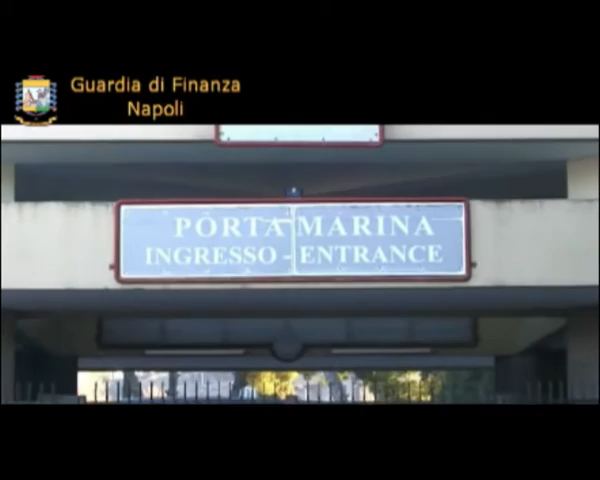 Guardia di Finanza
Napoli
PORTA MARINA
INGRESSO - ENTRANCE